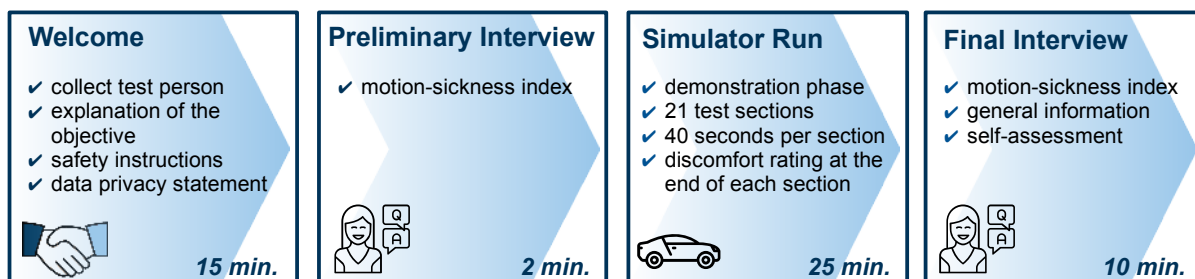 Welcome
✔ collect test person
✔ explanation of the
objective
✔ safety instructions
✔ data privacy statement
15 min.
Preliminary Interview
✔ motion-sickness index
Q
A
2 min.
Simulator Run
✔ demonstration phase
✔ 21 test sections
✔ 40 seconds per section
✔ discomfort rating at the
end of each section
25 min.
Final Interview
✔ motion-sickness index
✔ general information
✔ self-assessment
Q
A
10 min.